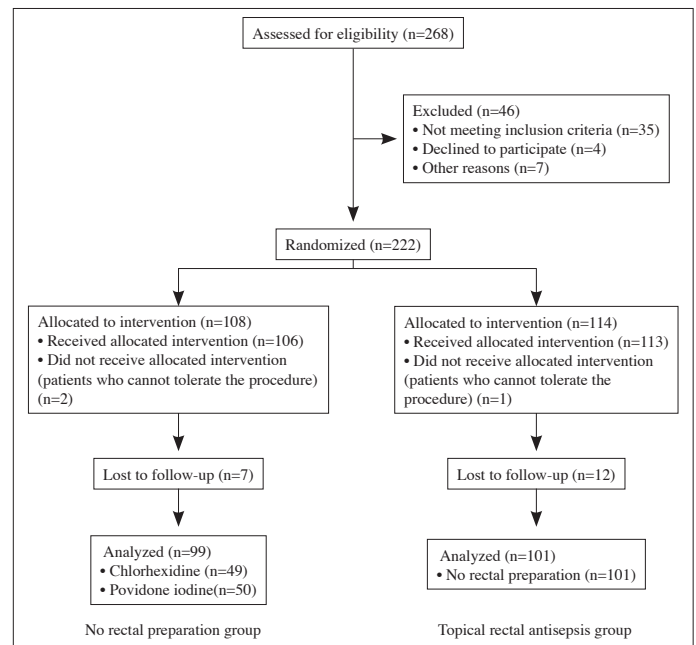 Assessed for eligibility (n=268)
Excluded (n=46)
• Not meeting inclusion criteria (n=35)
• Declined to participate (n=4)
• Other reasons (n=7)
Randomized (n=222)
Allocated to intervention (n=108)
• Received allocated intervention (n=106)
• Did not receive allocated intervention
(patients who cannot tolerate the procedure)
(n=2)
Allocated to intervention (n=114)
• Received allocated intervention (n=113)
• Did not receive allocated intervention
(patients who cannot tolerate the
procedure) (n=1)
Lost to follow-up (n=7)
Lost to follow-up (n=12)
Analyzed (n=99)
• Chlorhexidine (n=49)
• Povidone iodine(n=50)
Analyzed (n=101)
• No rectal preparation (n=101)
No rectal preparation group
Topical rectal antisepsis group